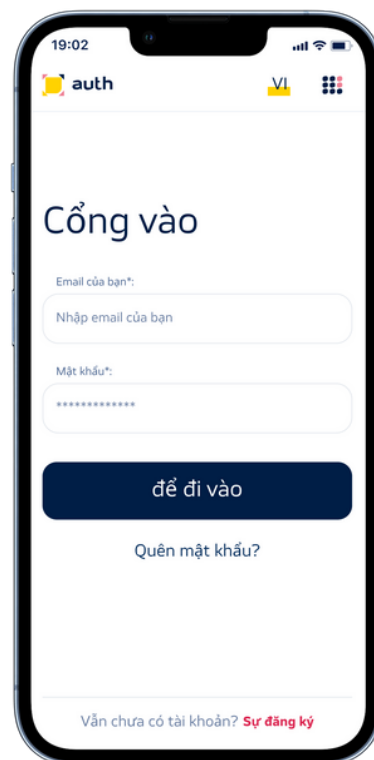 19:02
auth
VI
Cổng vào
Email của bạn*:
Nhập email của bạn
Mật khẩu*:
*************
để đi vào
Quên mật khẩu?
Vẫn chưa có tài khoản? Sự đăng ký